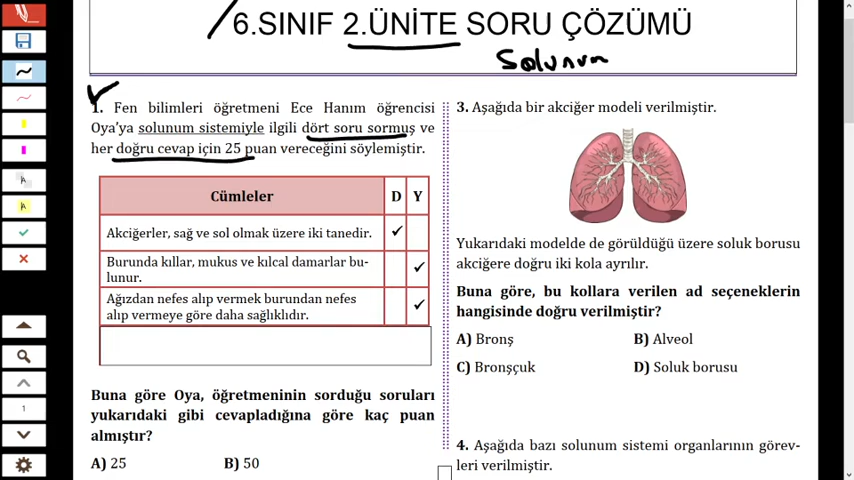 6.SINIF 2.ÜNİTE SORU ÇÖZÜMÜ
Solunum
1. Fen bilimleri öğretmeni Ece Hanım öğrencisi
Oya'ya solunum sistemiyle ilgili dört soru sormuş ve
her doğru cevap için 25 puan vereceğini söylemiştir.
Cümleler D Y
Akciğerler, sağ ve sol olmak üzere iki tanedir. ✓
Burunda kıllar, mukus ve kılcal damarlar bu-
lunur. ✓
Ağızdan nefes alıp vermek burundan nefes
alıp vermeye göre daha sağlıklıdır. ✓
Buna göre Oya, öğretmeninin sorduğu soruları
yukarıdaki gibi cevapladığına göre kaç puan
almıştır?
A) 25 B) 50
3. Aşağıda bir akciğer modeli verilmiştir.
Yukarıdaki modelde de görüldüğü üzere soluk borusu
akciğere doğru iki kola ayrılır.
Buna göre, bu kollara verilen ad seçeneklerin
hangisinde doğru verilmiştir?
A) Bronş B) Alveol
C) Bronşçuk D) Soluk borusu
4. Aşağıda bazı solunum sistemi organlarının görev-
leri verilmiştir.
A
A
1